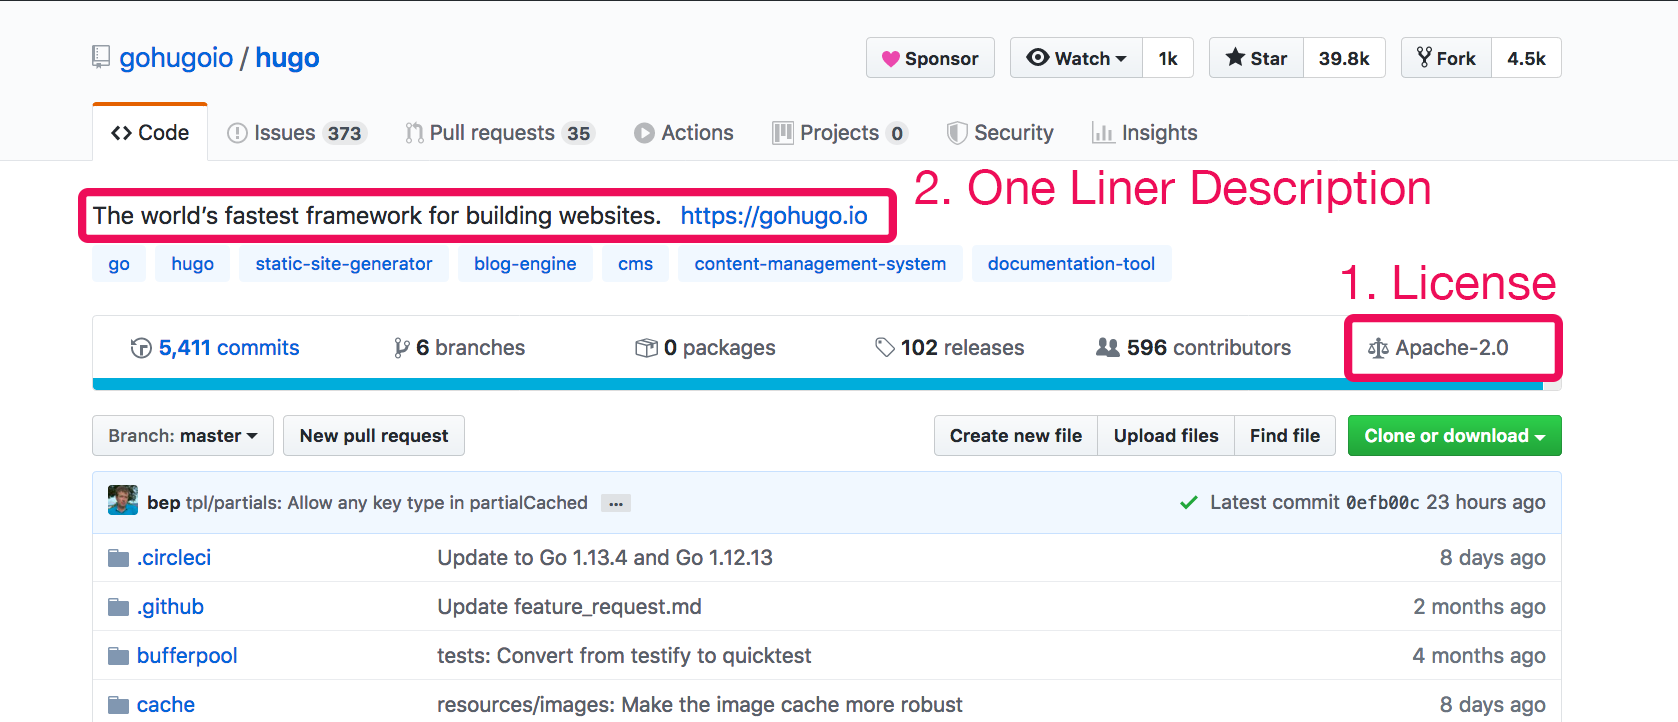 gohugoio / hugo
Sponsor
Watch 1k
Star 39.8k
Fork 4.5k
Code
Issues 373
Pull requests 35
Actions
Projects 0
Security
Insights
2. One Liner Description
The world's fastest framework for building websites. https://gohugo.io
go hugo static-site-generator blog-engine cms content-management-system documentation-tool
1. License
5,411 commits 6 branches 0 packages 102 releases 596 contributors Apache-2.0
Branch: master New pull request Create new file Upload files Find file Clone or download
bep tpl/partials: Allow any key type in partialCached ... Latest commit 0efb00c 23 hours ago
.circleci Update to Go 1.13.4 and Go 1.12.13 8 days ago
.github Update feature_request.md 2 months ago
bufferpool tests: Convert from testify to quicktest 4 months ago
cache resources/images: Make the image cache more robust 8 days ago